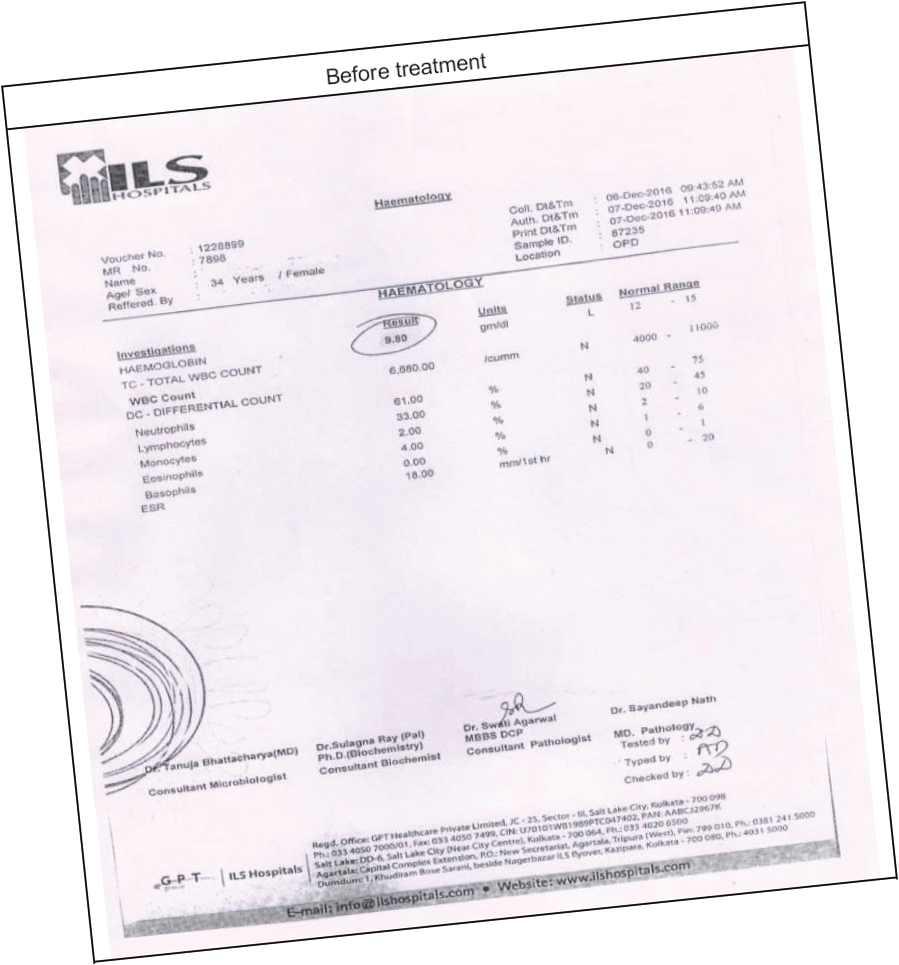 Before treatment
ILS
HOSPITALS
Haematology
Voucher No. : 1228899
MR No. : 7898
Name :
Age/ Sex : 34 Years / Female
Reffered. By :
Coll. Dt&Tm : 06-Dec-2016 09:43:52 AM
Auth. Dt&Tm : 07-Dec-2016 11:09:40 AM
Print Dt&Tm : 07-Dec-2016 11:09:49 AM
Sample ID. : 87235
Location : OPD
HAEMATOLOGY
Investigations Result Units Status Normal Range
HAEMOGLOBIN 9.80 gm/dl L 12 - 15
TC - TOTAL WBC COUNT
WBC Count 6,680.00 /cumm N 4000 - 11000
DC - DIFFERENTIAL COUNT
Neutrophils 61.00 % N 40 - 75
Lymphocytes 33.00 % N 20 - 45
Monocytes 2.00 % N 2 - 10
Eosinophils 4.00 % N 1 - 6
Basophils 0.00 % N 0 - 1
ESR 18.00 mm/1st hr N 0 - 20
Dr. Tanuja Bhattacharya(MD)
Consultant Microbiologist
Dr.Sulagna Ray (Pal)
Ph.D.(Biochemistry)
Consultant Biochemist
Dr. Swati Agarwal
MBBS DCP
Consultant Pathologist
Dr. Sayandeep Nath
MD. Pathology
Tested by :
Typed by :
Checked by :
G-P-T | ILS Hospitals
Regd. Office: GPT Healthcare Private Limited, JC - 25, Sector - III, Salt Lake City, Kolkata - 700 098
Ph.: 033 4050 7000/01, Fax: 033 4050 7499, CIN: U70101WB1989PTC047402, PAN: AABCJ2967K
Salt Lake: DD-6, Salt Lake City (Near City Centre), Kolkata - 700 064, Ph.: 033 4020 6500
Agartala: Capital Complex Extension, P.O.: New Secretariat, Agartala, Tripura (West), Pin: 799 010, Ph.: 0381 241 5000
Dumdum: 1, Khudiram Bose Sarani, beside Nagerbazar ILS flyover, Kazipara, Kolkata - 700 080, Ph.: 4031 5000
E-mail: info@ilshospitals.com • Website: www.ilshospitals.com